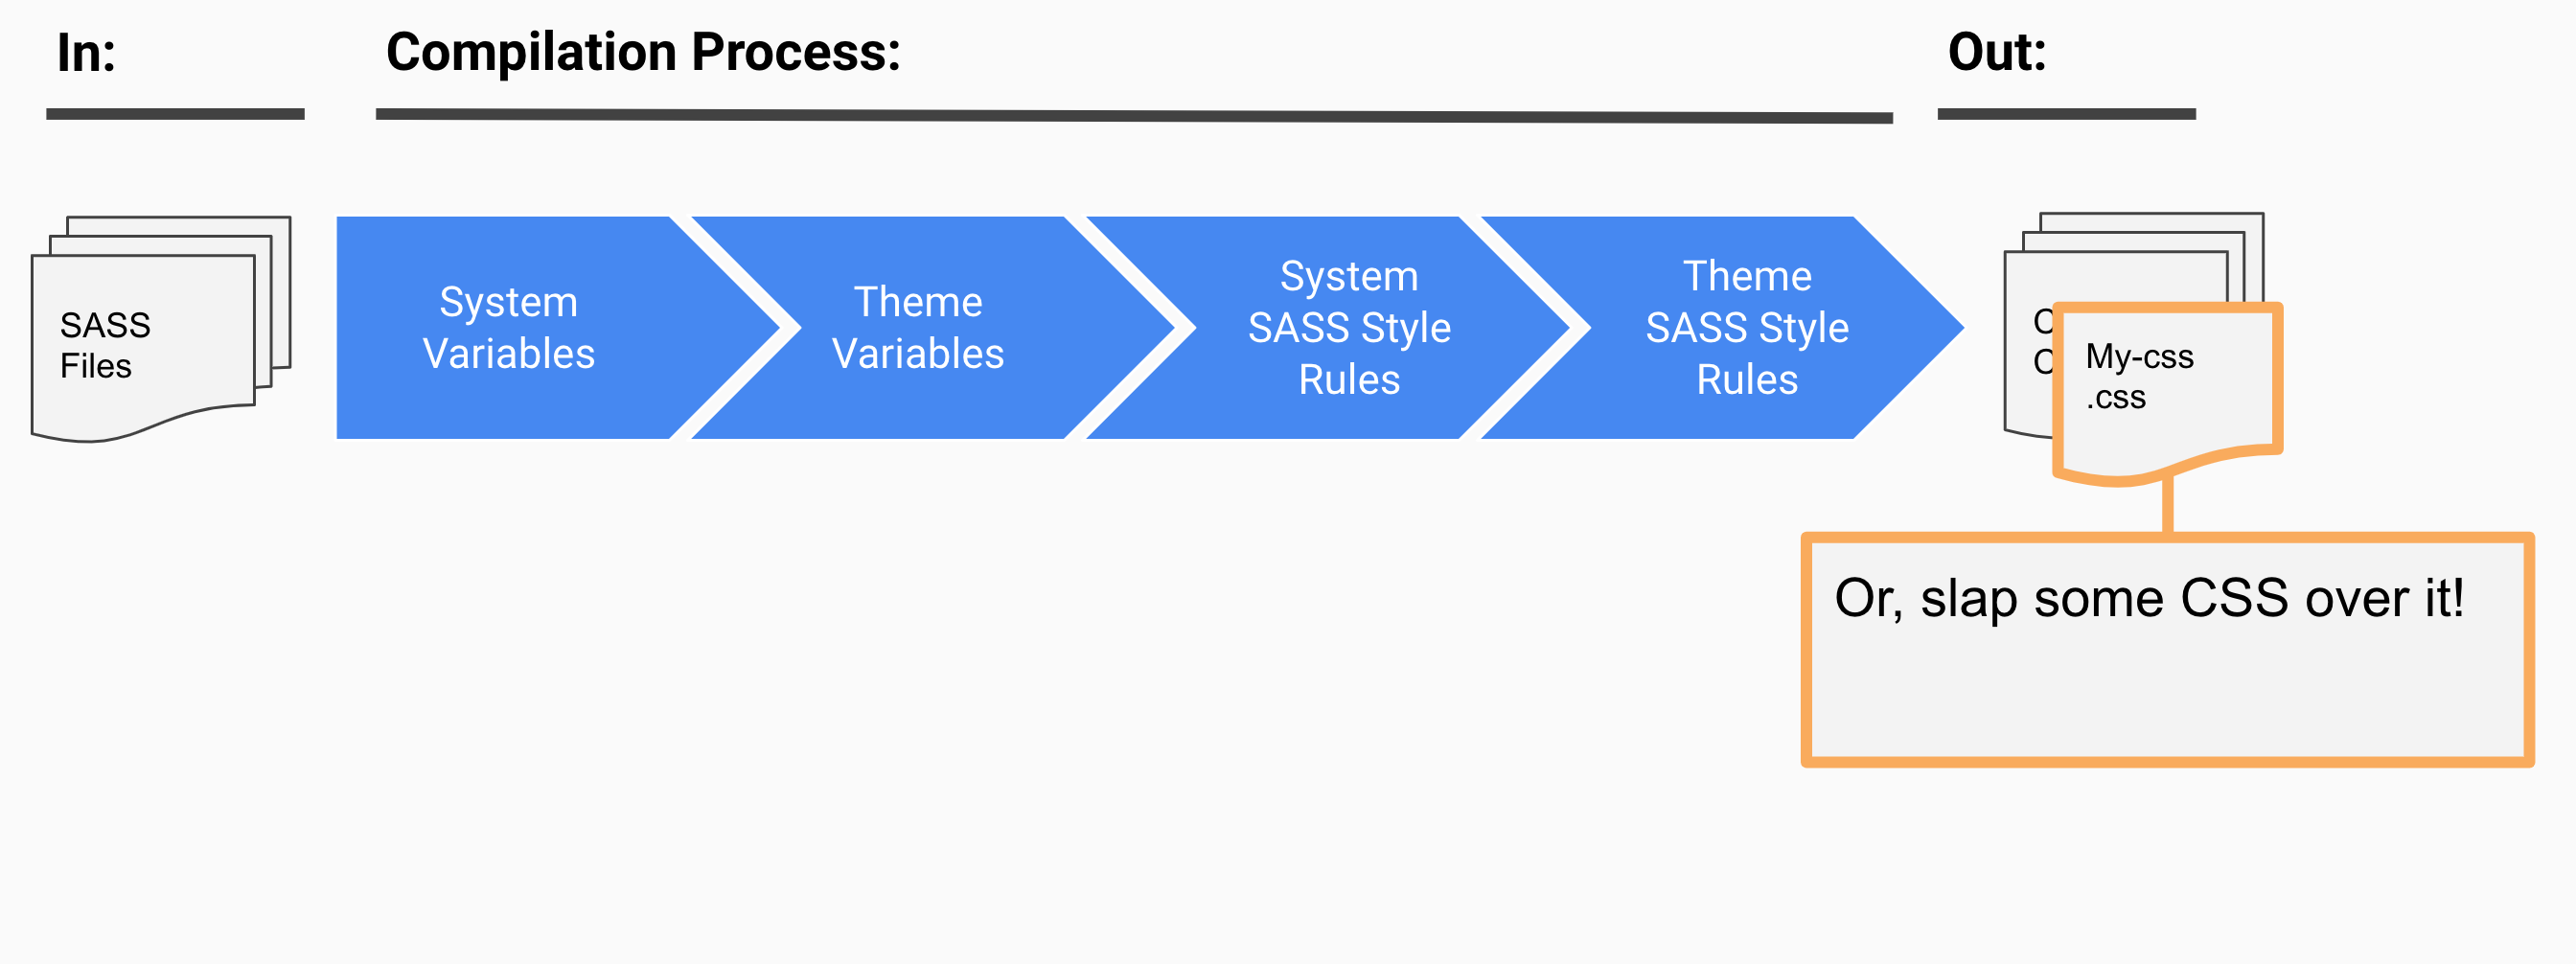 In:
Compilation Process:
Out:
SASS
Files
System
Variables
Theme
Variables
System
SASS Style
Rules
Theme
SASS Style
Rules
My-css
.css
Or, slap some CSS over it!